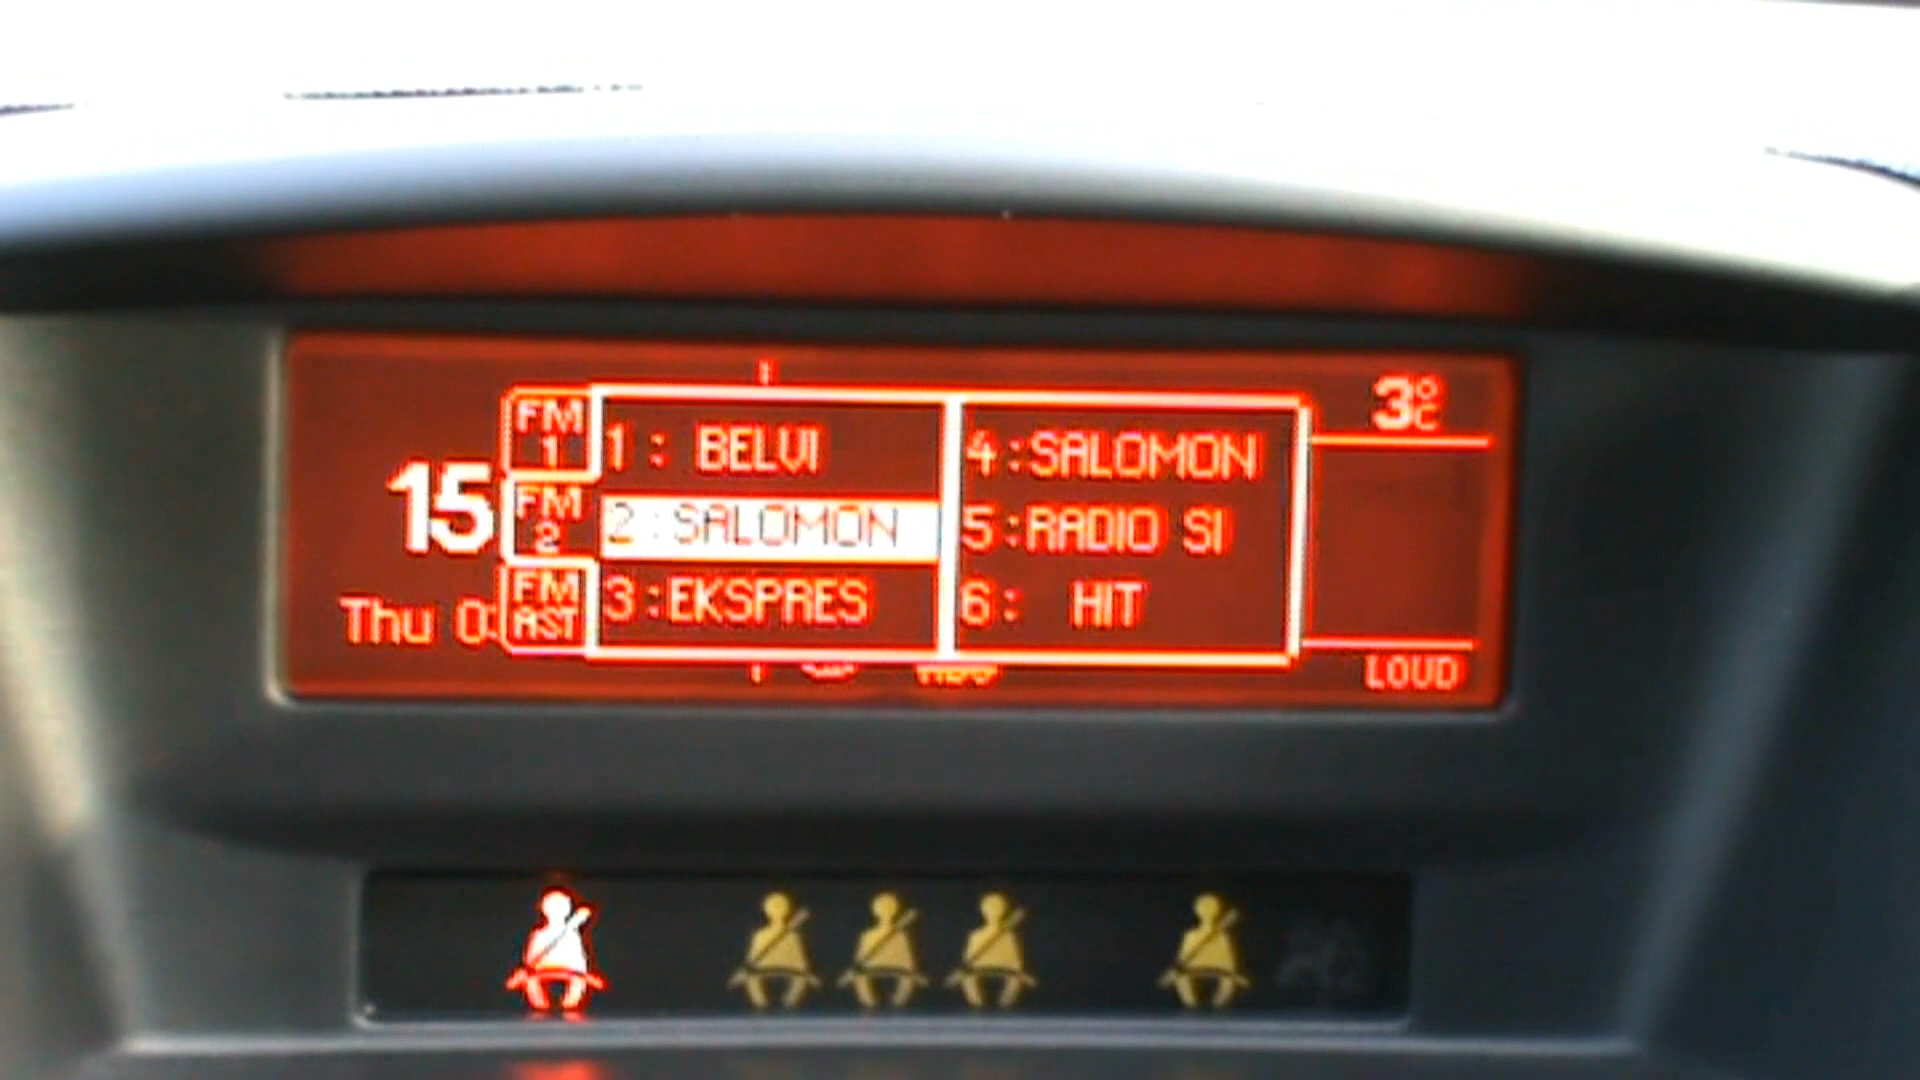 3°C
FM 1
1 : BELVI
4 :SALOMON
15
FM 2
2 :SALOMON
5 :RADIO SI
Thu 0
FM AST
3 :EKSPRES
6 : HIT
LOUD